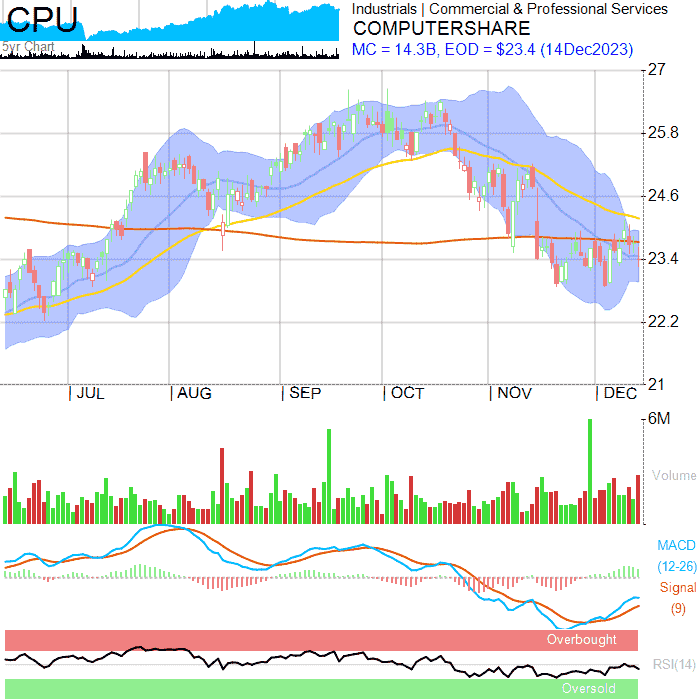 CPU
5yr Chart
Industrials | Commercial & Professional Services
COMPUTERSHARE
MC = 14.3B, EOD = $23.4 (14Dec2023)
27
25.8
24.6
23.4
22.2
21
JUL AUG SEP OCT NOV DEC
6M
Volume
MACD
(12-26)
Signal
(9)
Overbought
RSI(14)
Oversold